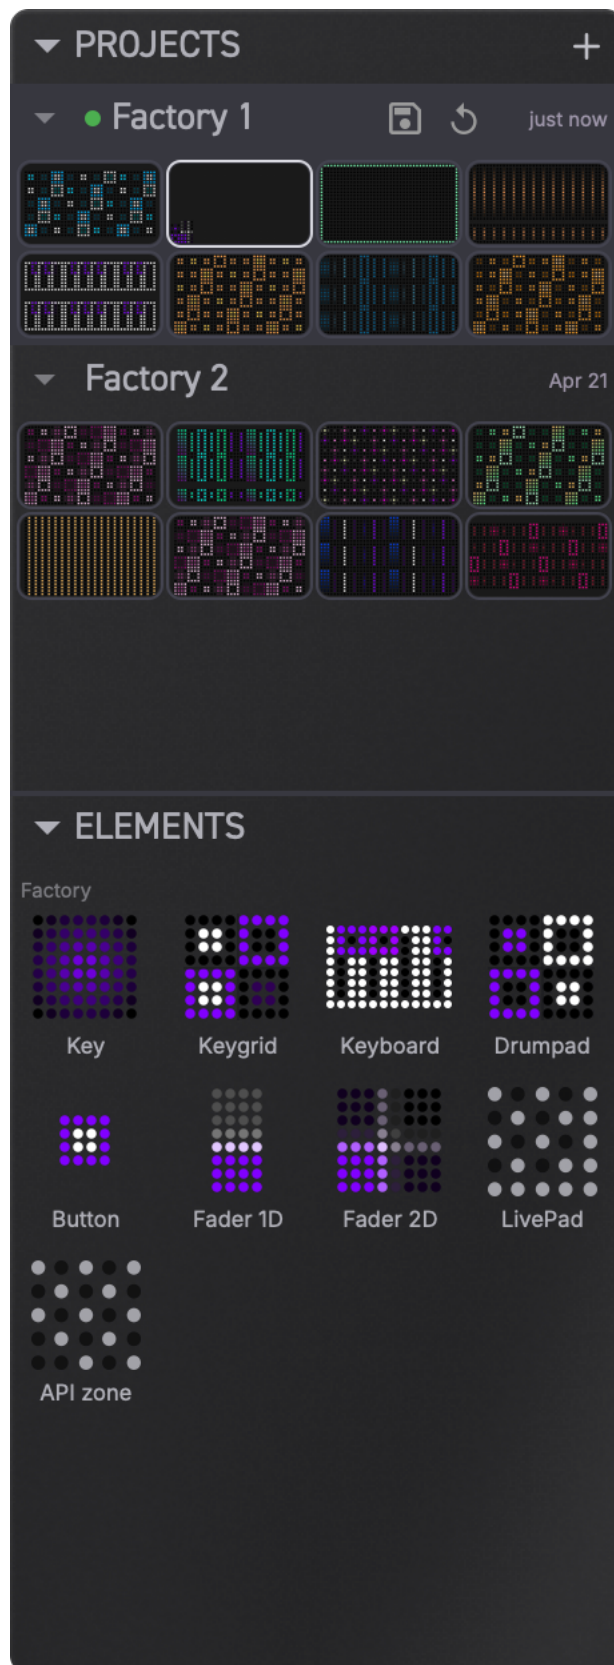 PROJECTS
Factory 1
just now
Factory 2
Apr 21
ELEMENTS
Factory
Key
Keygrid
Keyboard
Drumpad
Button
Fader 1D
Fader 2D
LivePad
API zone